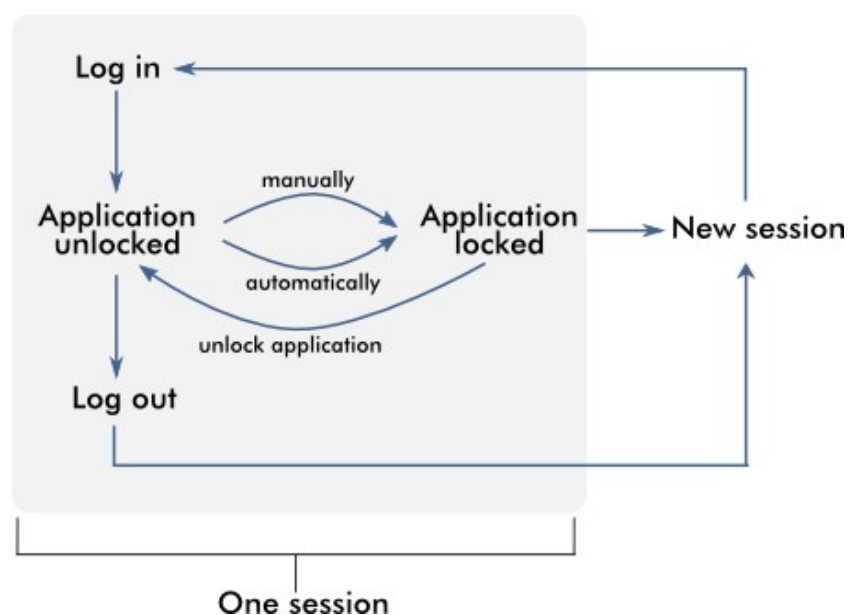 Log in
manually
Application
unlocked
Application
locked
New session
automatically
unlock application
Log out
One session